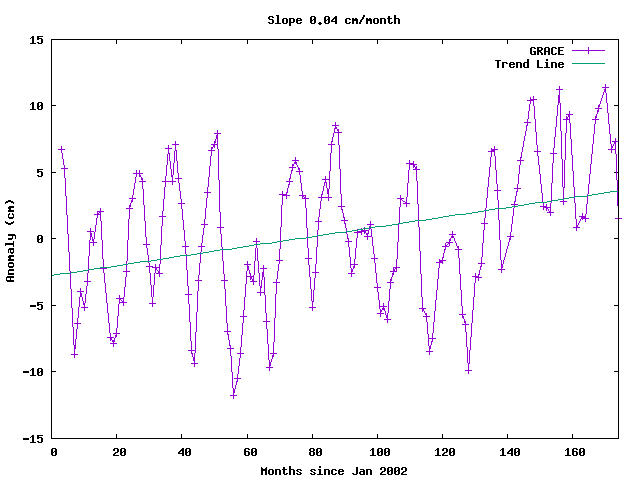 Slope 0.04 cm/month
GRACE
Trend Line
15
10
5
0
-5
-10
-15
Anomaly (cm)
0 20 40 60 80 100 120 140 160
Months since Jan 2002